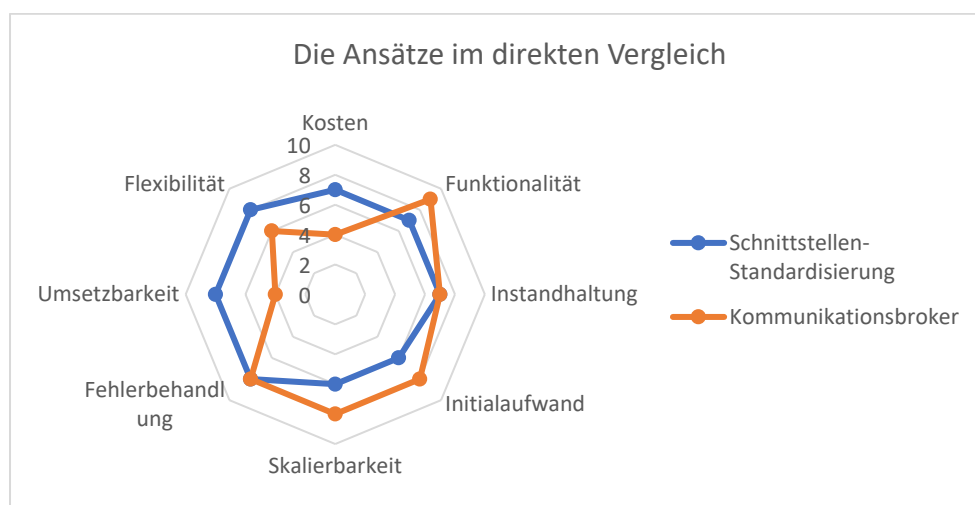 Die Ansätze im direkten Vergleich
Kosten
10
8
6
4
2
0
Funktionalität
Instandhaltung
Initialaufwand
Skalierbarkeit
Fehlerbehandl
ung
Umsetzbarkeit
Flexibilität
Schnittstellen-
Standardisierung
Kommunikationsbroker